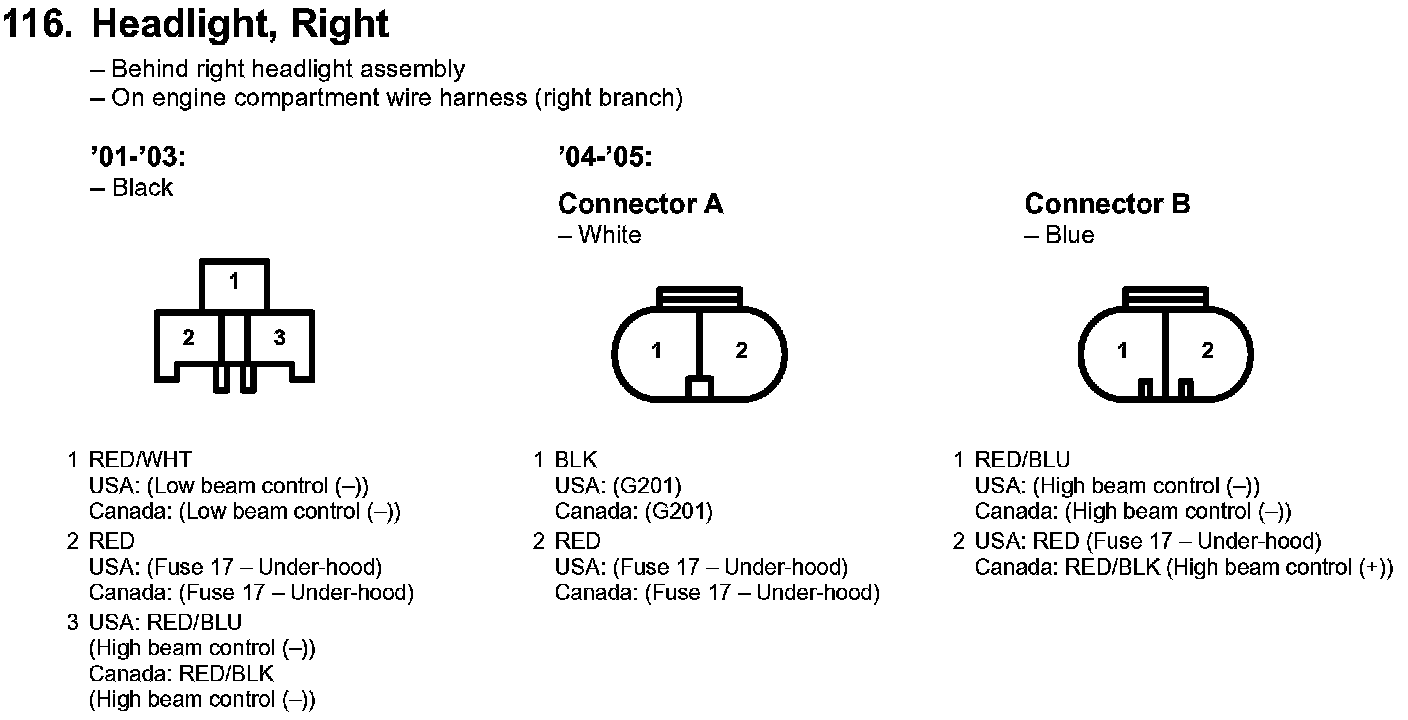 116. Headlight, Right
– Behind right headlight assembly
– On engine compartment wire harness (right branch)
’01-’03:
– Black
1
2 3
1 RED/WHT
USA: (Low beam control (–))
Canada: (Low beam control (–))
2 RED
USA: (Fuse 17 – Under-hood)
Canada: (Fuse 17 – Under-hood)
3 USA: RED/BLU
(High beam control (–))
Canada: RED/BLK
(High beam control (–))
’04-’05:
Connector A
– White
1 2
1 BLK
USA: (G201)
Canada: (G201)
2 RED
USA: (Fuse 17 – Under-hood)
Canada: (Fuse 17 – Under-hood)
Connector B
– Blue
1 2
1 RED/BLU
USA: (High beam control (–))
Canada: (High beam control (–))
2 USA: RED (Fuse 17 – Under-hood)
Canada: RED/BLK (High beam control (+))